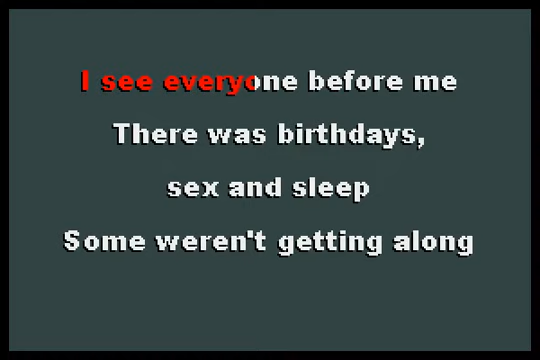 I see everyone before me
There was birthdays,
sex and sleep
Some weren't getting along